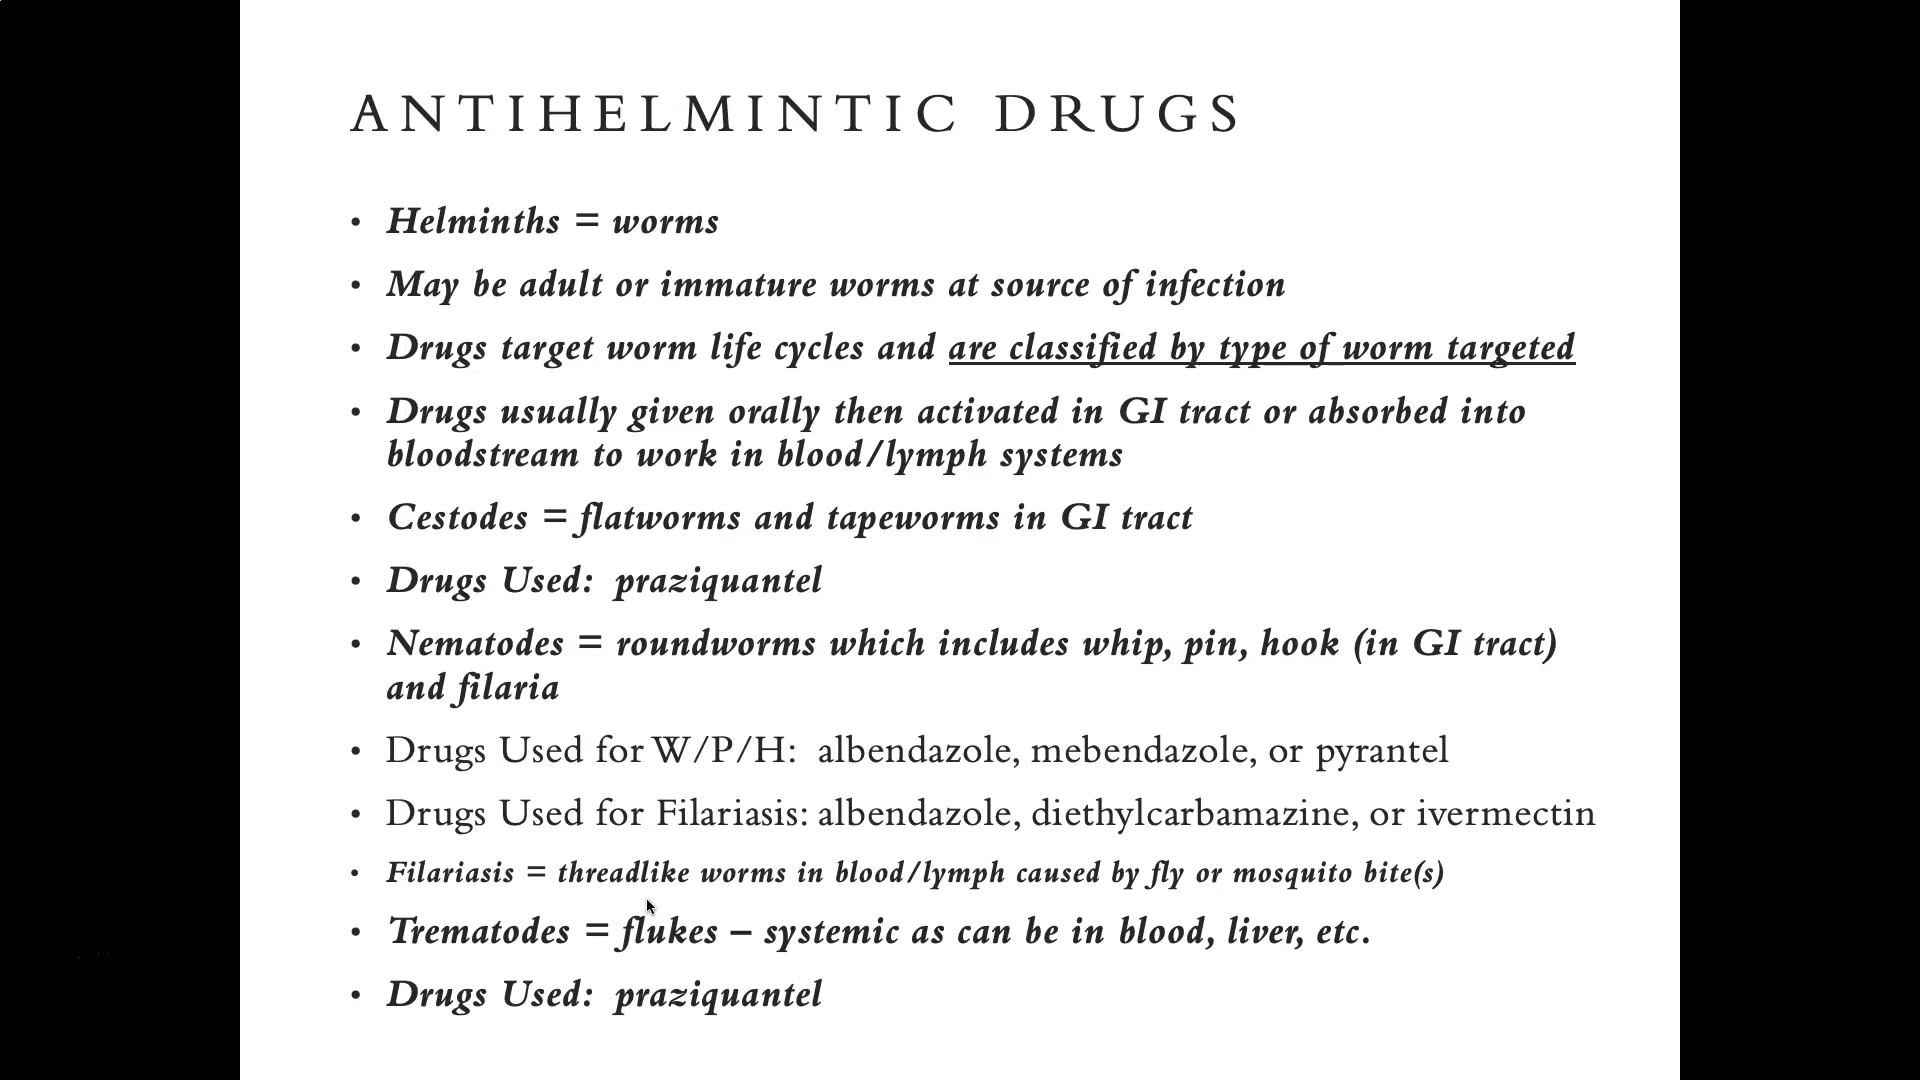 ANTIHELMINTIC DRUGS
• Helminths = worms
• May be adult or immature worms at source of infection
• Drugs target worm life cycles and are classified by type of worm targeted
• Drugs usually given orally then activated in GI tract or absorbed into
bloodstream to work in blood/lymph systems
• Cestodes = flatworms and tapeworms in GI tract
• Drugs Used: praziquantel
• Nematodes = roundworms which includes whip, pin, hook (in GI tract)
and filaria
• Drugs Used for W/P/H: albendazole, mebendazole, or pyrantel
• Drugs Used for Filariasis: albendazole, diethylcarbamazine, or ivermectin
• Filariasis = threadlike worms in blood/lymph caused by fly or mosquito bite(s)
• Trematodes = flukes – systemic as can be in blood, liver, etc.
• Drugs Used: praziquantel